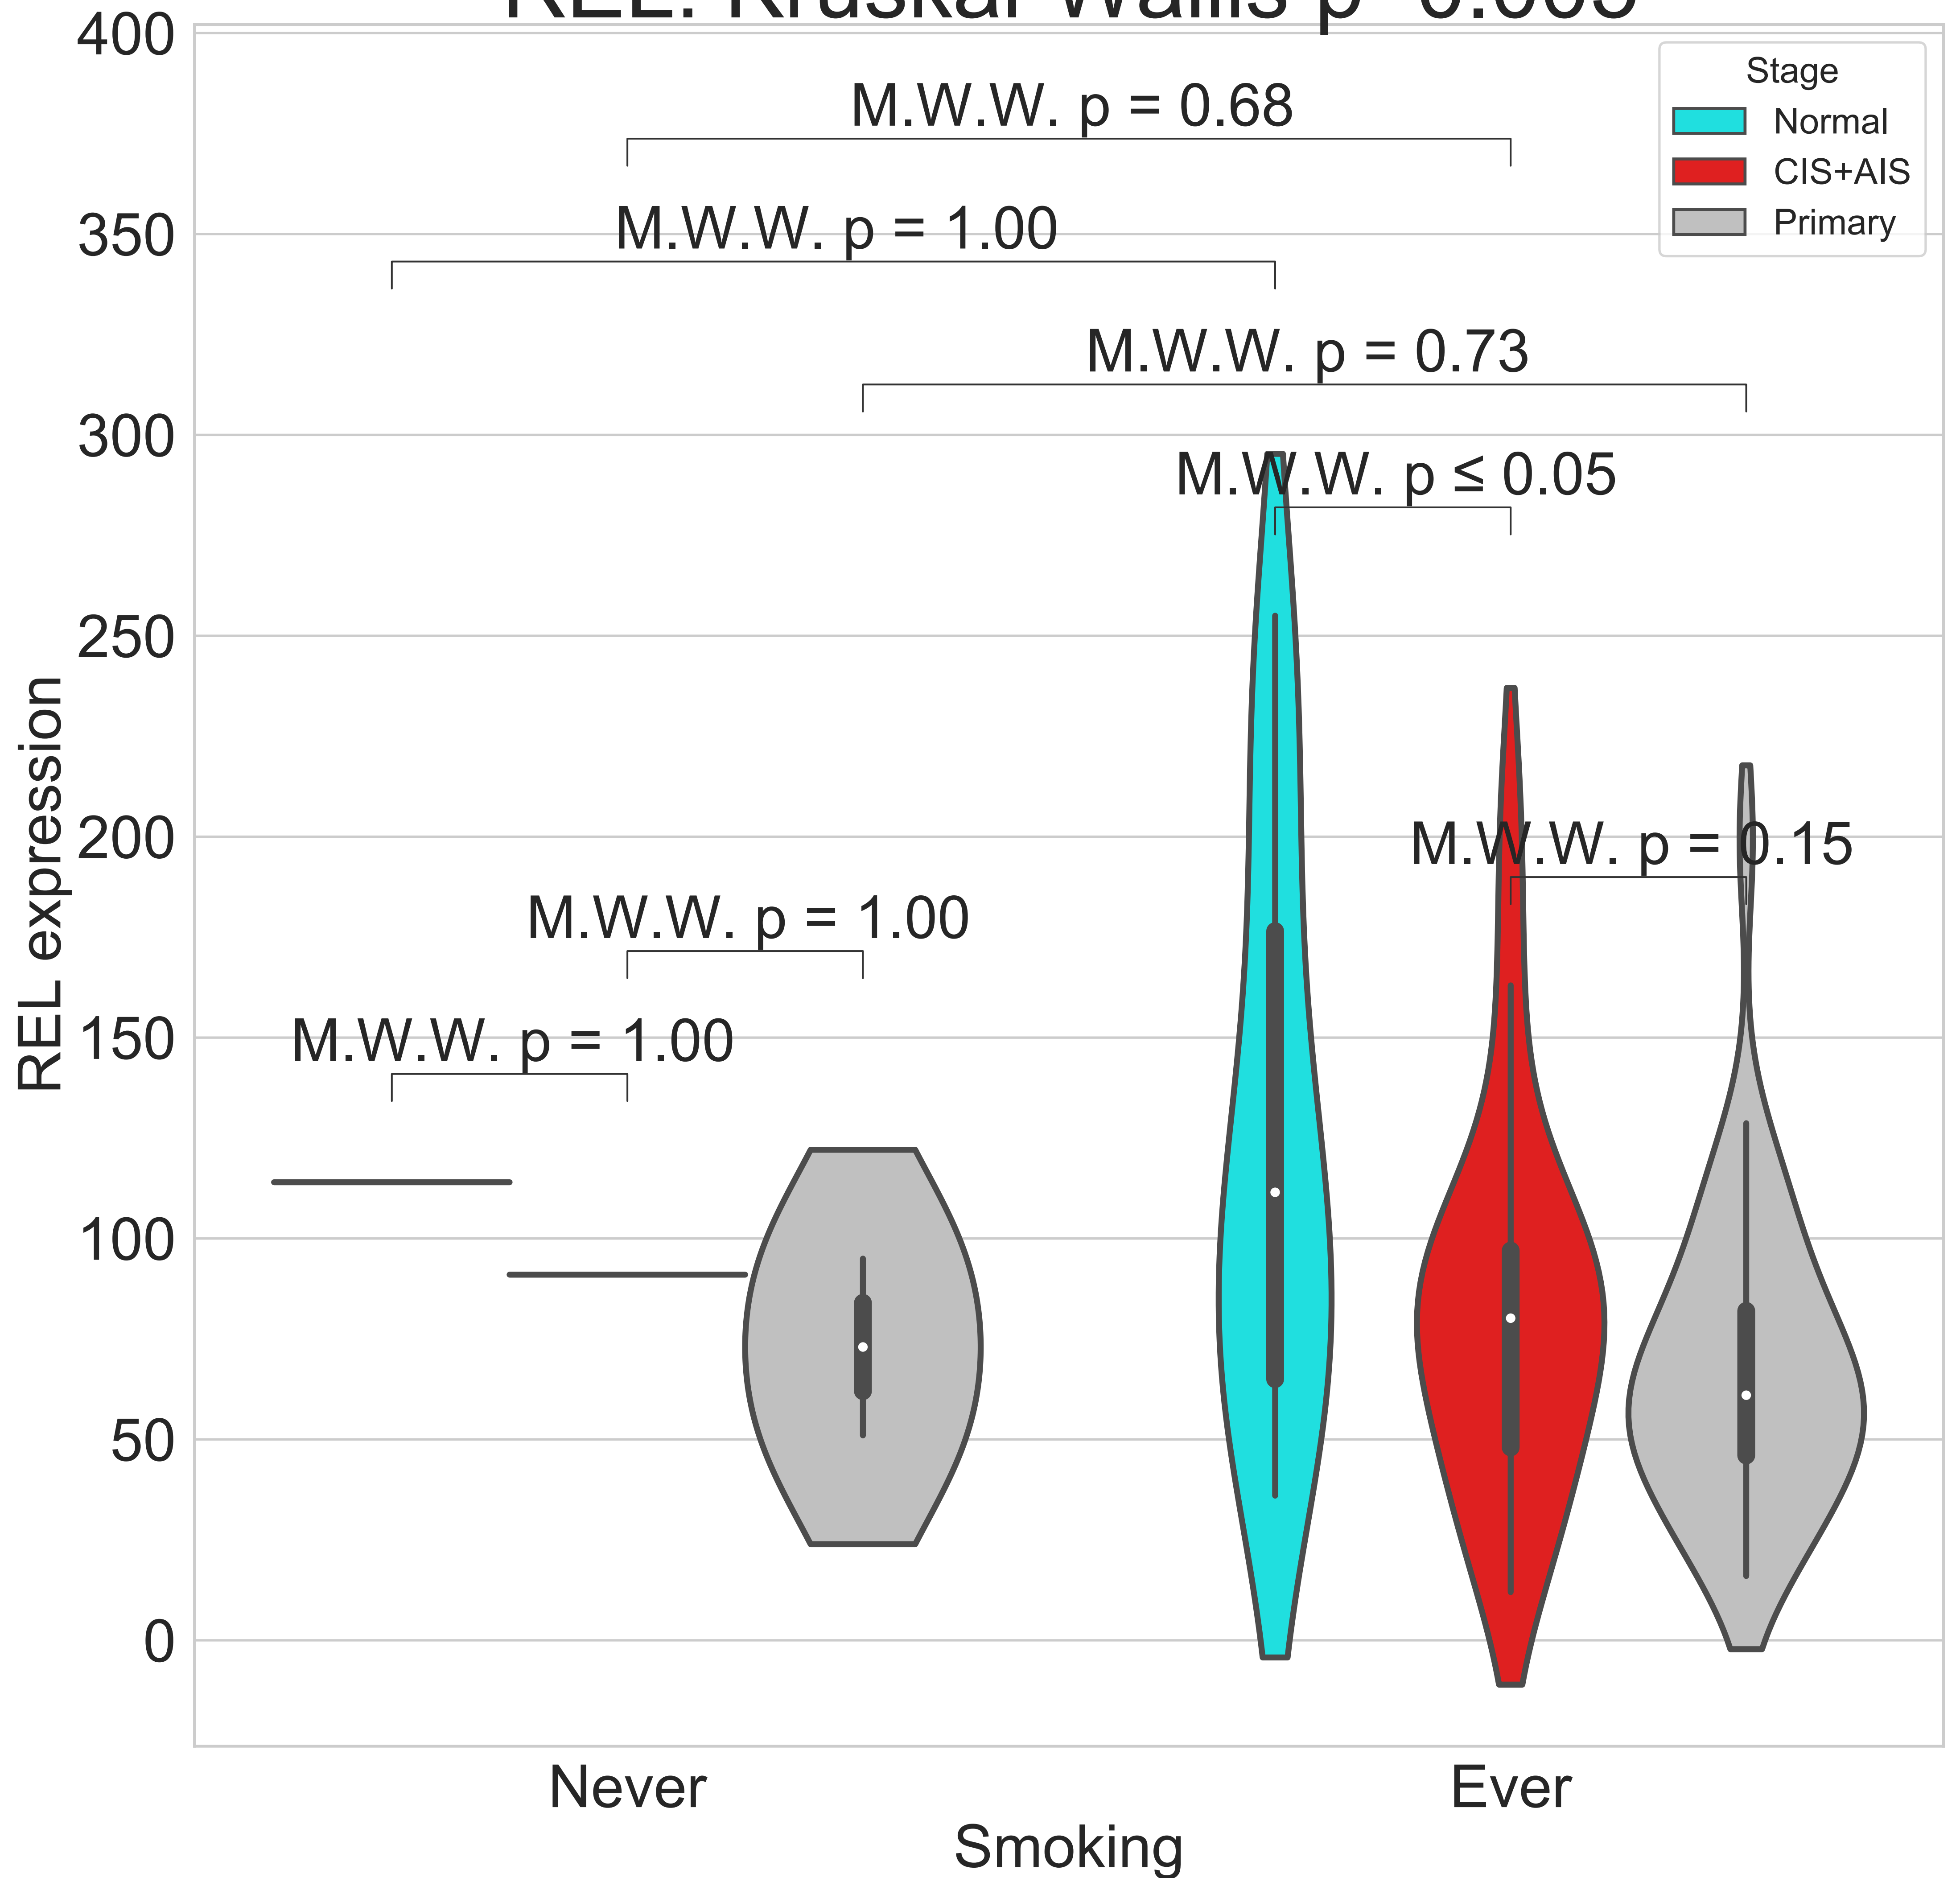 400
350
300
250
200
150
100
50
0
REL expression
M.W.W. p = 0.68
M.W.W. p = 1.00
M.W.W. p = 0.73
M.W.W. p ≤ 0.05
M.W.W. p = 0.15
M.W.W. p = 1.00
M.W.W. p = 1.00
Stage
Normal
CIS+AIS
Primary
Never
Ever
Smoking